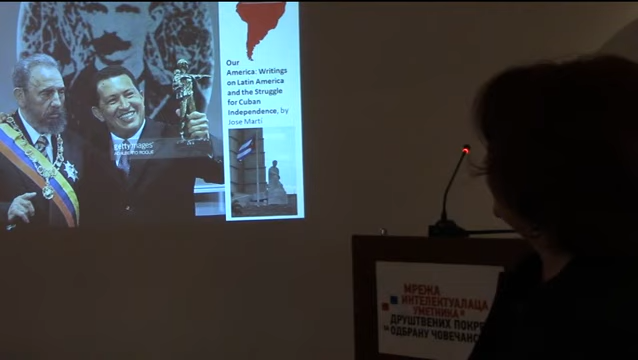 Our
America: Writings
on Latin America
and the Struggle
for Cuban
Independence, by
Jose Marti
gettyimages
МРЕЖА
ИНТЕЛЕКТУАЛАЦА
УМЕТНИКА И
ДРУШТВЕНИХ ПОКРЕ
ОДБРАНУ ЧОВЕЧАНС